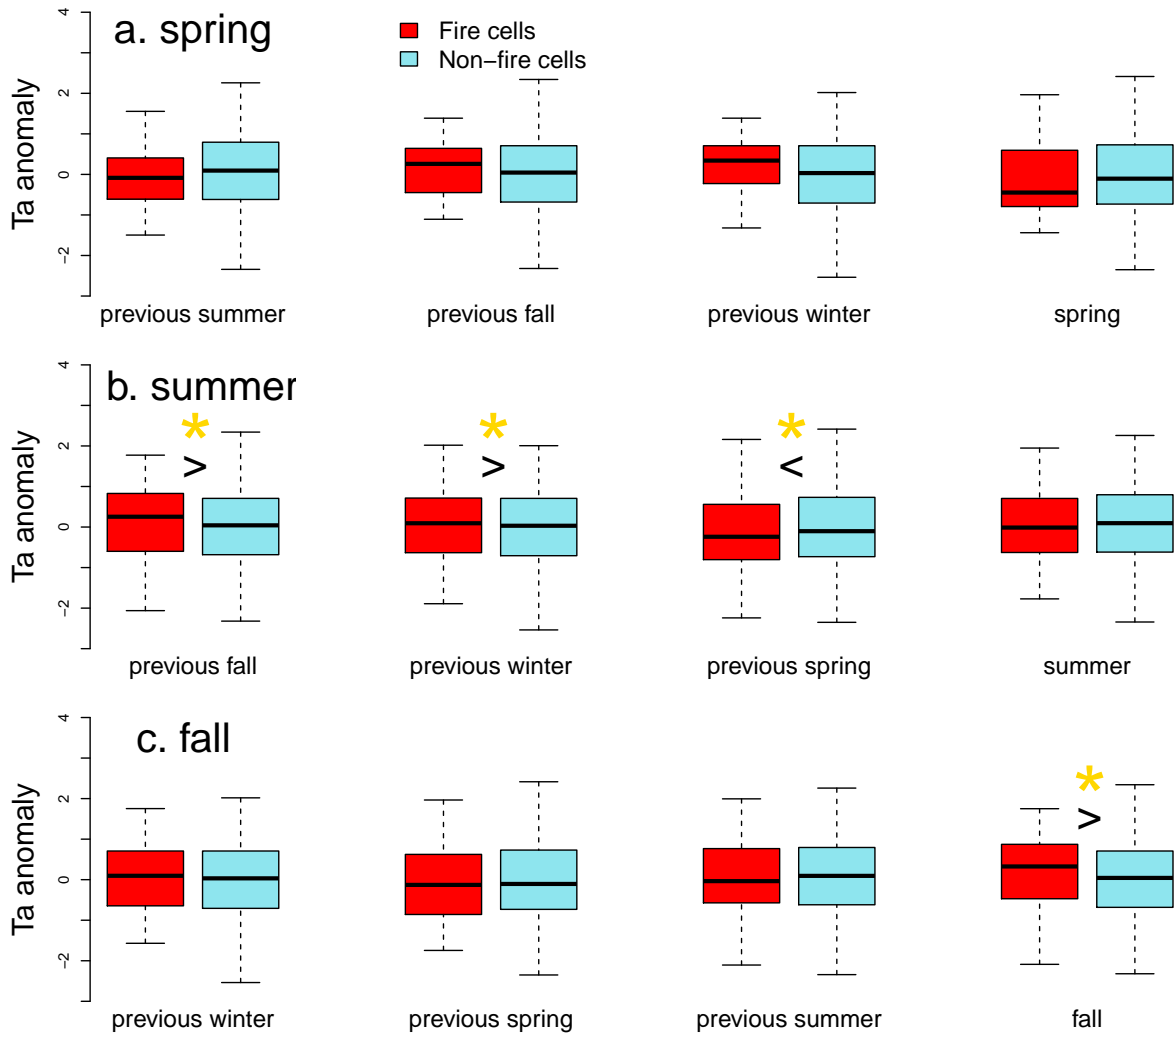 a. spring
Fire cells
Non−fire cells
Ta anomaly
4
2
0
−2
previous summer
previous fall
previous winter
spring
b. summer
Ta anomaly
4
2
0
−2
*
>
*
>
*
<
previous fall
previous winter
previous spring
summer
c. fall
Ta anomaly
4
2
0
−2
*
>
previous winter
previous spring
previous summer
fall